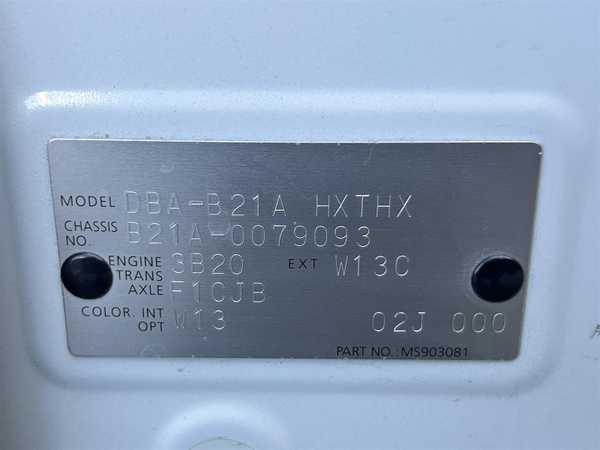 MODEL DBA-B21A HXTHX
CHASSIS NO. B21A-0079093
ENGINE 3B20 EXT W13C
TRANS AXLE F1CJB
COLOR. INT W13 02J 000
OPT
PART NO.: MS903081